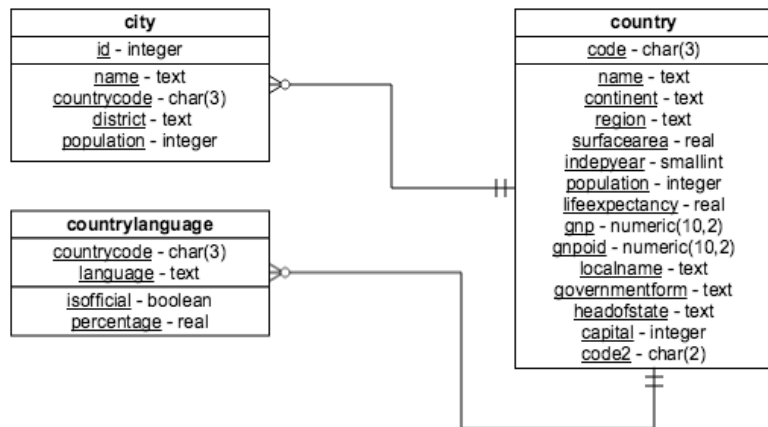 city
id - integer
name - text
countrycode - char(3)
district - text
population - integer
countrylanguage
countrycode - char(3)
language - text
isofficial - boolean
percentage - real
country
code - char(3)
name - text
continent - text
region - text
surfacearea - real
indepyear - smallint
population - integer
lifeexpectancy - real
gnp - numeric(10,2)
gnpoid - numeric(10,2)
localname - text
governmentform - text
headofstate - text
capital - integer
code2 - char(2)